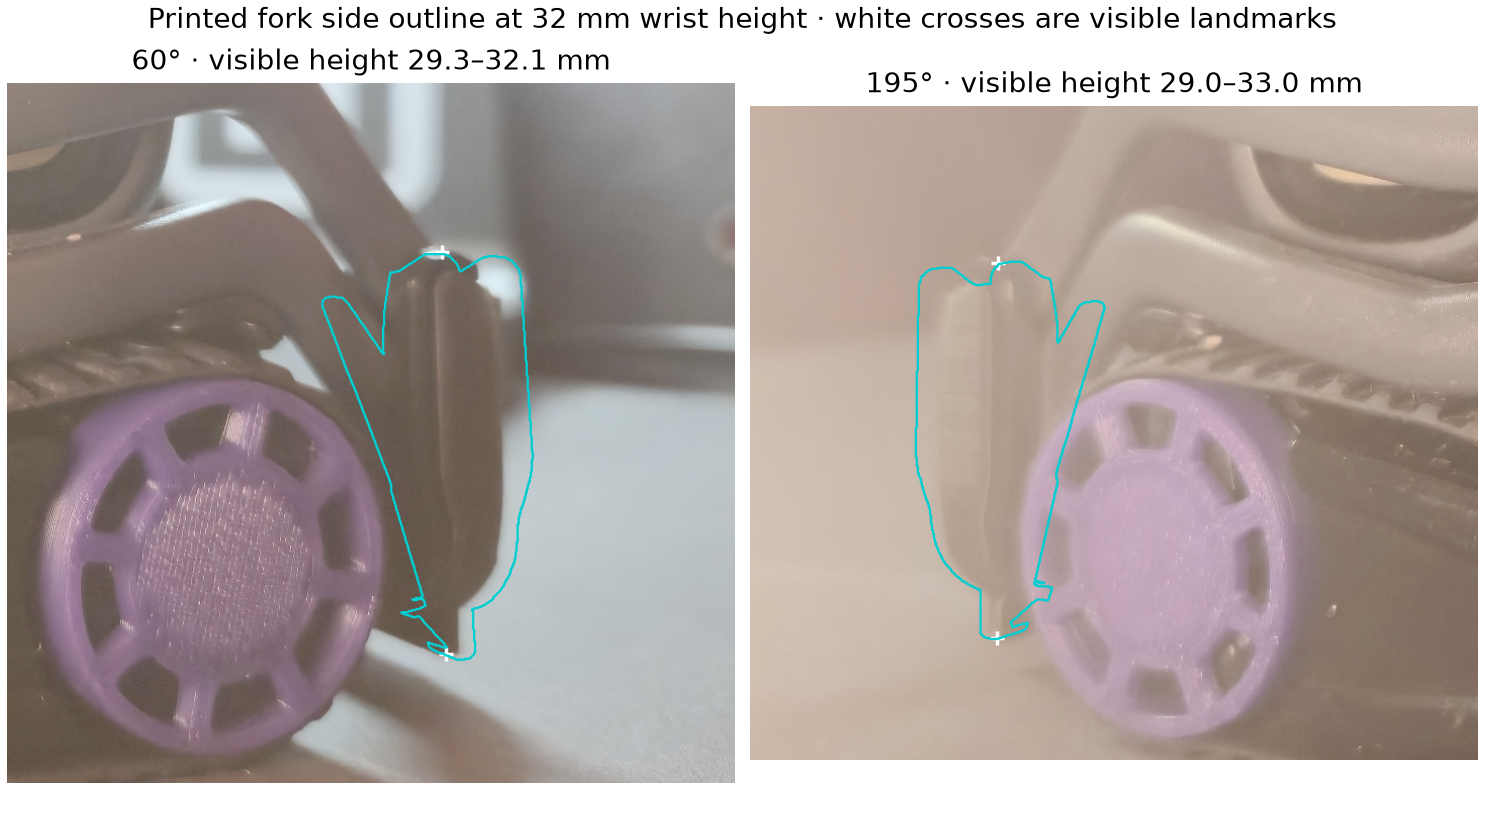 Printed fork side outline at 32 mm wrist height · white crosses are visible landmarks
60° · visible height 29.3–32.1 mm
195° · visible height 29.0–33.0 mm